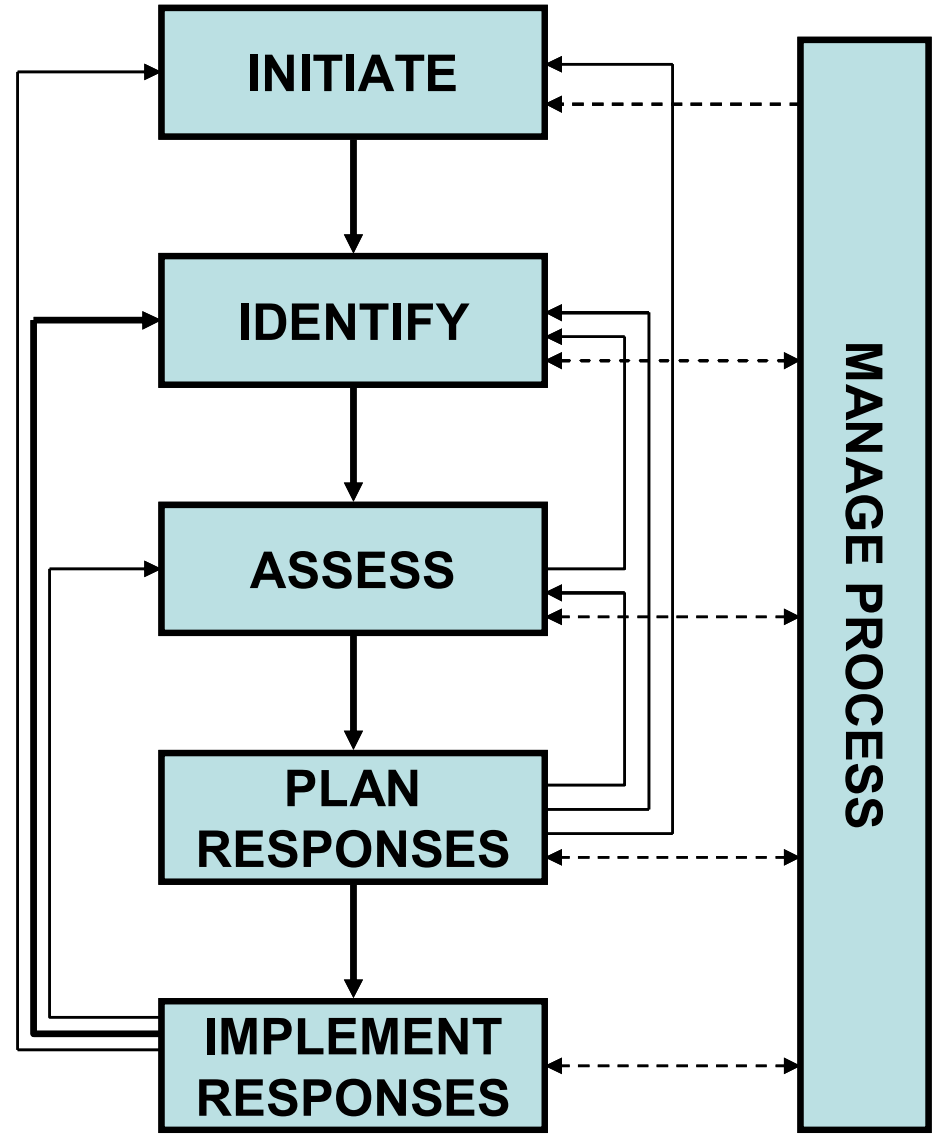 INITIATE
IDENTIFY
ASSESS
PLAN
RESPONSES
IMPLEMENT
RESPONSES
MANAGE PROCESS